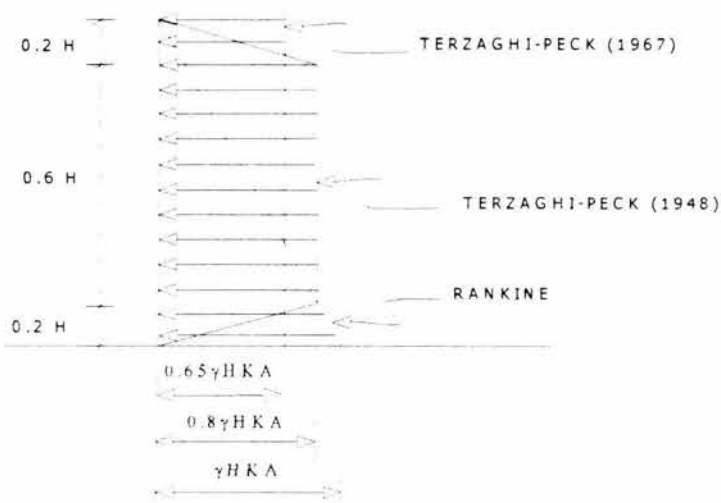 0.2 H
TERZAGHI-PECK (1967)
0.6 H
TERZAGHI-PECK (1948)
RANKINE
0.2 H
0.65γHKA
0.8γHKA
γHKA